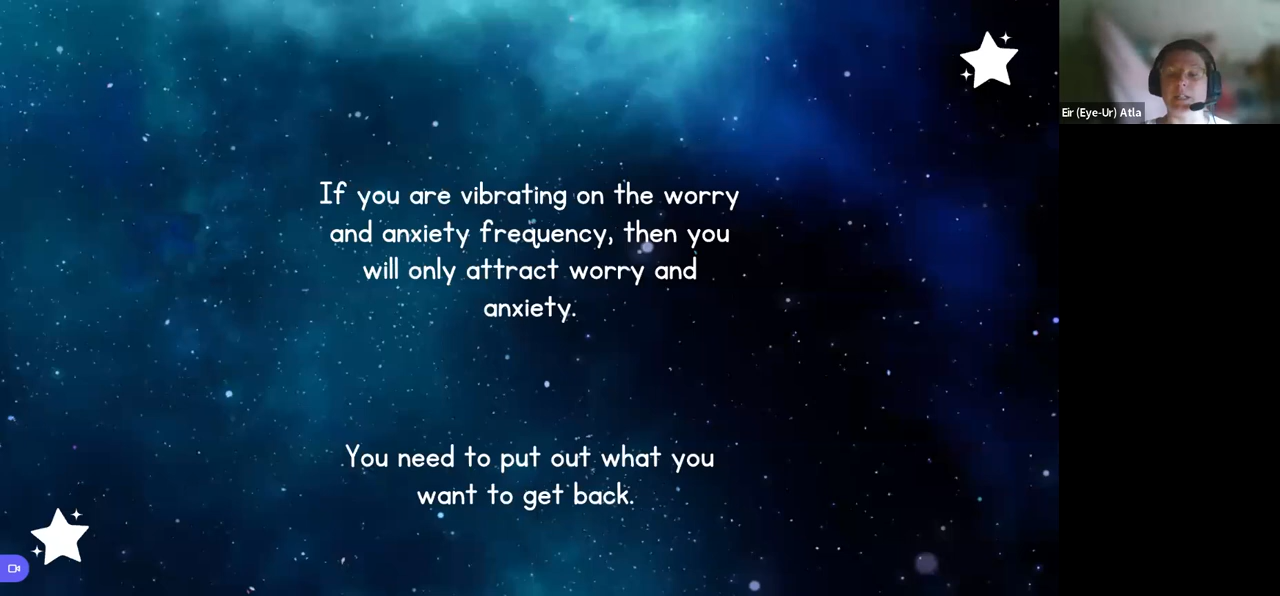 If you are vibrating on the worry
and anxiety frequency, then you
will only attract worry and
anxiety.
You need to put out what you
want to get back.
Eir (Eye-Ur) Atla